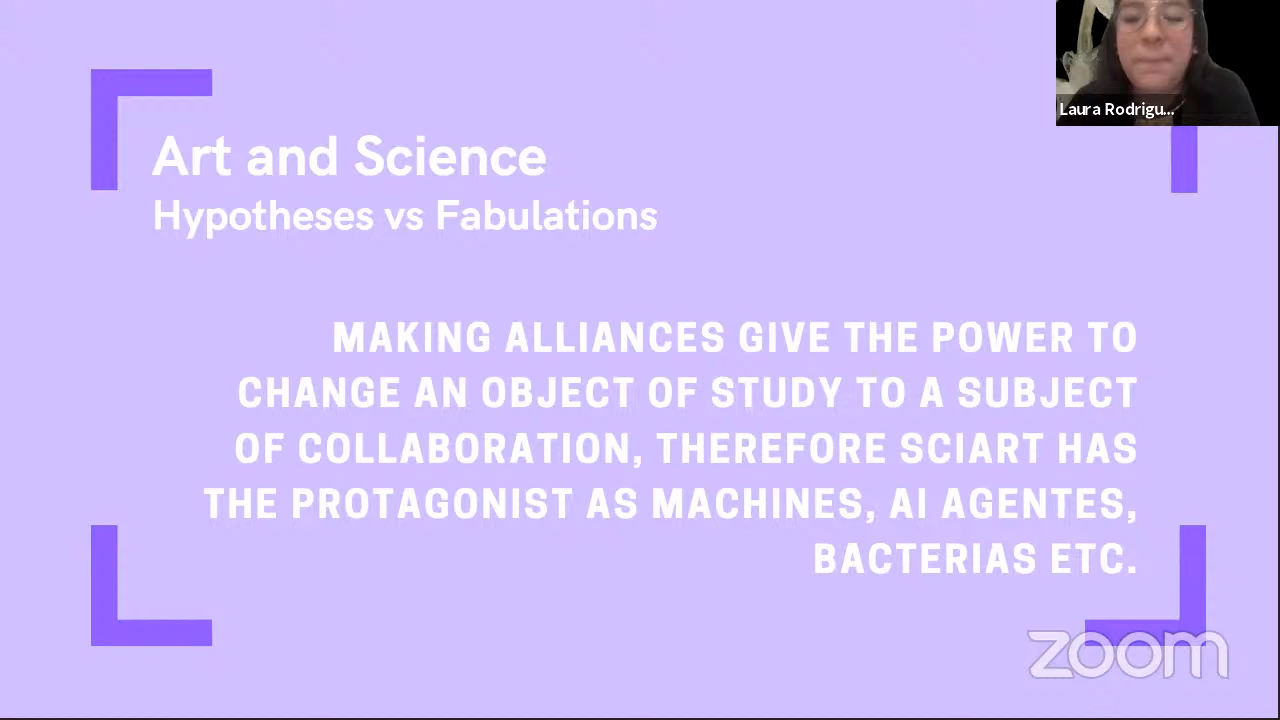 Laura Rodrigu...
Art and Science
Hypotheses vs Fabulations
MAKING ALLIANCES GIVE THE POWER TO
CHANGE AN OBJECT OF STUDY TO A SUBJECT
OF COLLABORATION, THEREFORE SCIART HAS
THE PROTAGONIST AS MACHINES, AI AGENTES,
BACTERIAS ETC.
zoom